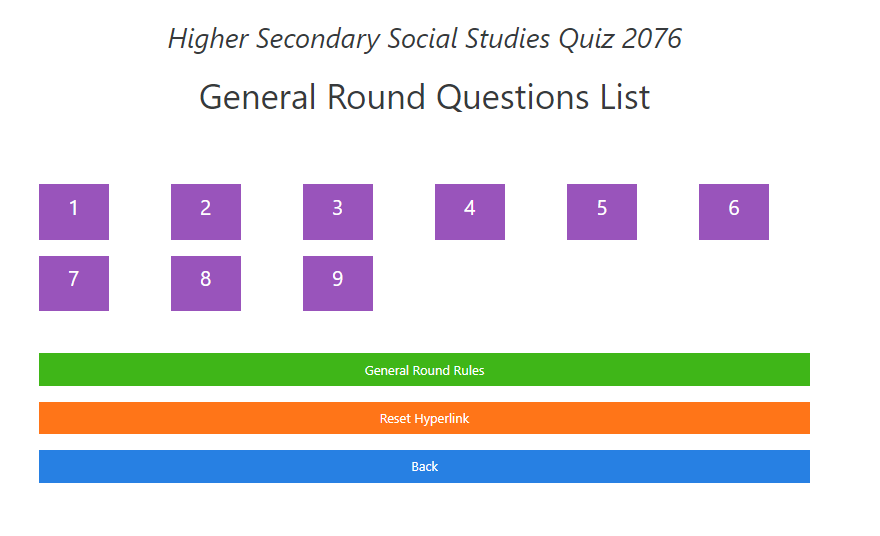 Higher Secondary Social Studies Quiz 2076
General Round Questions List
1 2 3 4 5 6
7 8 9
General Round Rules
Reset Hyperlink
Back